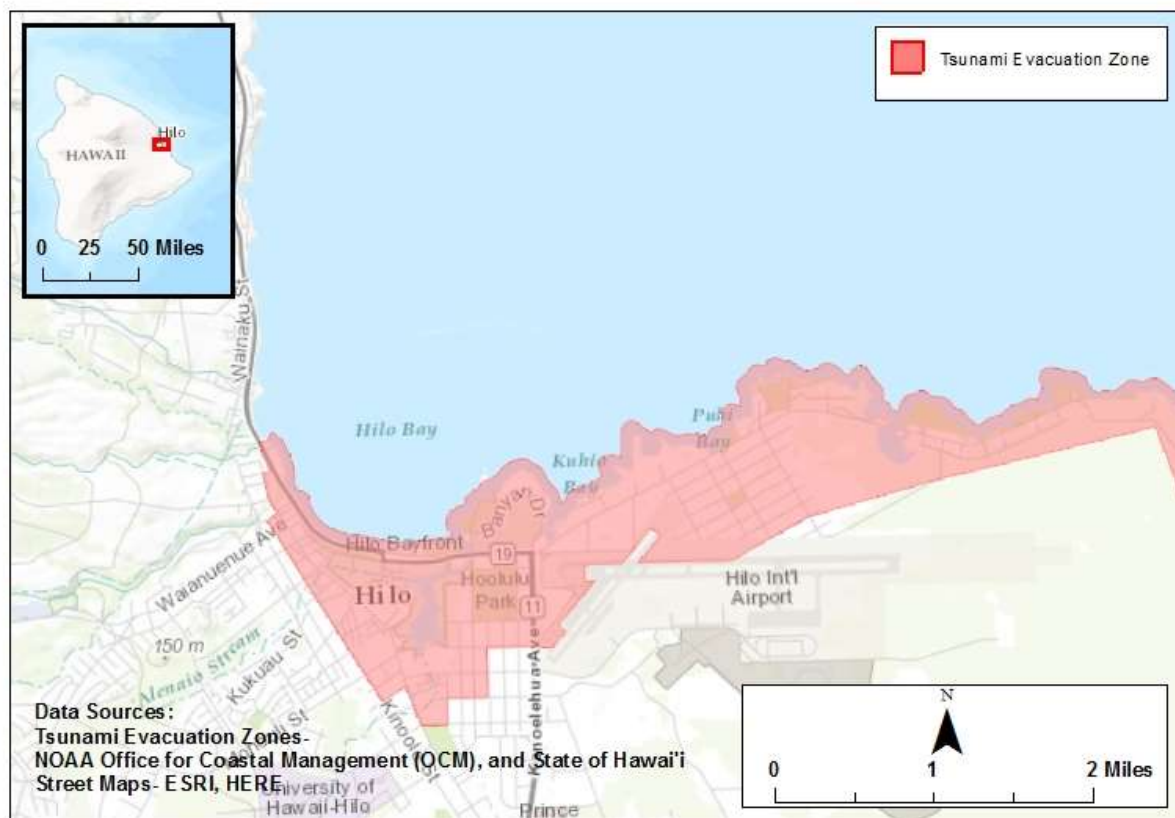 Tsunami Evacuation Zone
Hilo
HAWAII
0 25 50 Miles
Wainaku St
Hilo Bay
Puhi
Bay
Kuhio
Bay
Banyan Dr
Hilo Bayfront
19
Waianuenue Ave
Hilo
Hoolulu
Park
11
Hilo Int'l
Airport
150 m
Alenaio Stream
Kukuau St
Kinoole St
Kanoelehua Ave
Data Sources:
Tsunami Evacuation Zones-
NOAA Office for Coastal Management (OCM), and State of Hawai'i
Street Maps- ESRI, HERE
University of
Hawaii-Hilo
Prince
N
0 1 2 Miles